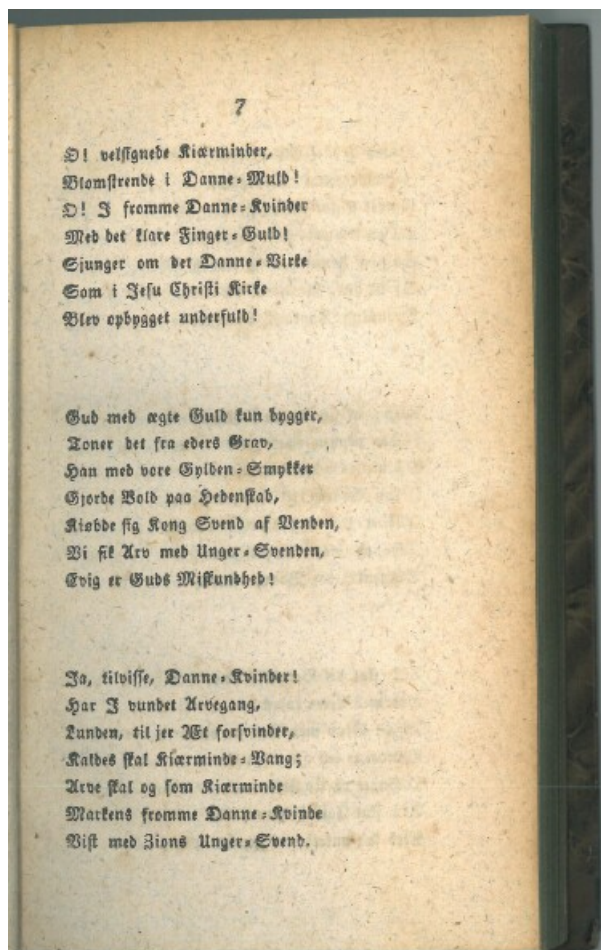 7
O! velsignede Kiærminder,
Blomstrende i Danne-Muld!
O! I fromme Danne-Kvinder
Med det klare Finger-Guld!
Sjunger om det Danne-Virke
Som i Jesu Christi Kirke
Blev opbygget underfuld!
Gud med ægte Guld kun bygger,
Toner det fra eders Grav,
Han med vore Gylden-Smykker
Gjorde Bold paa Hedenskab,
Kiøbde sig Kong Svend af Venden,
Vi fik Arv med Unger-Svenden,
Evig er Guds Miskundhed!
Ja, tilvisse, Danne-Kvinder!
Har I vundet Arvegang,
Lunden, til jer Æt forsvinder,
Kaldes skal Kiærminde-Vang;
Arve skal og som Kiærminde
Markens fromme Danne-Kvinde
Vist med Zions Unger-Svend.